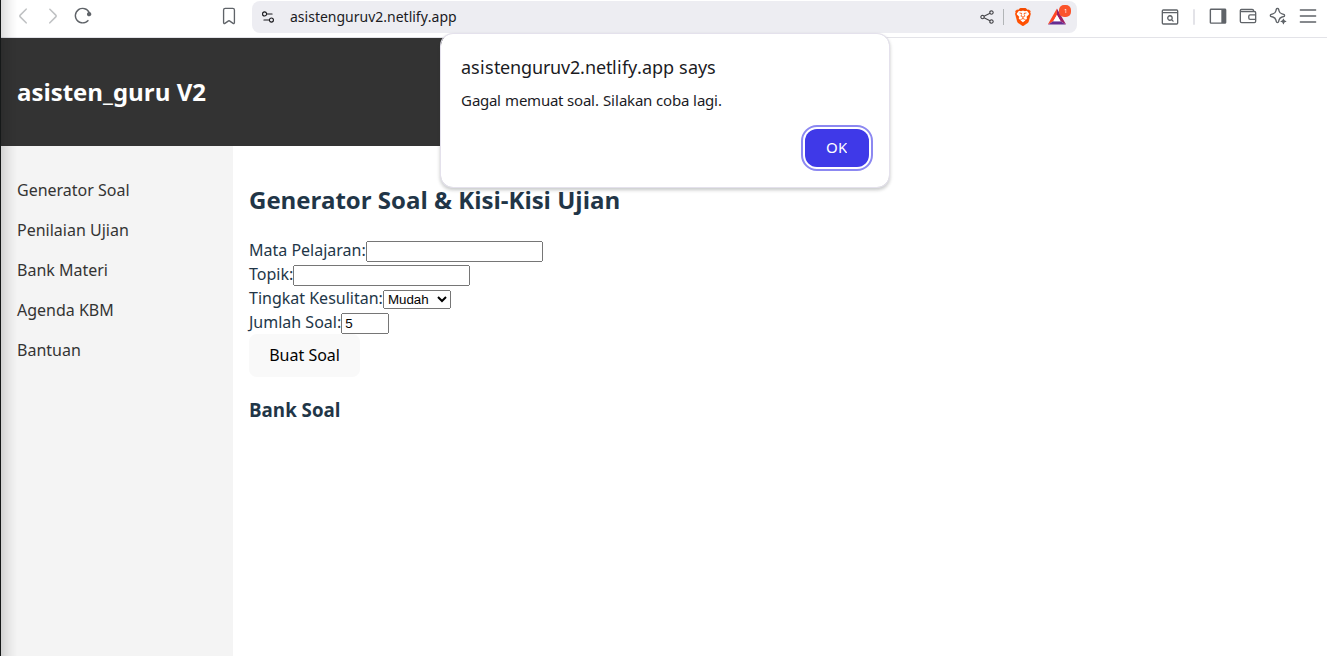 asistenguruv2.netlify.app
1
asistenguruv2.netlify.app says
Gagal memuat soal. Silakan coba lagi.
OK
asisten_guru V2
Generator Soal
Penilaian Ujian
Bank Materi
Agenda KBM
Bantuan
Generator Soal & Kisi-Kisi Ujian
Mata Pelajaran:
Topik:
Tingkat Kesulitan: Mudah
Jumlah Soal: 5
Buat Soal
Bank Soal